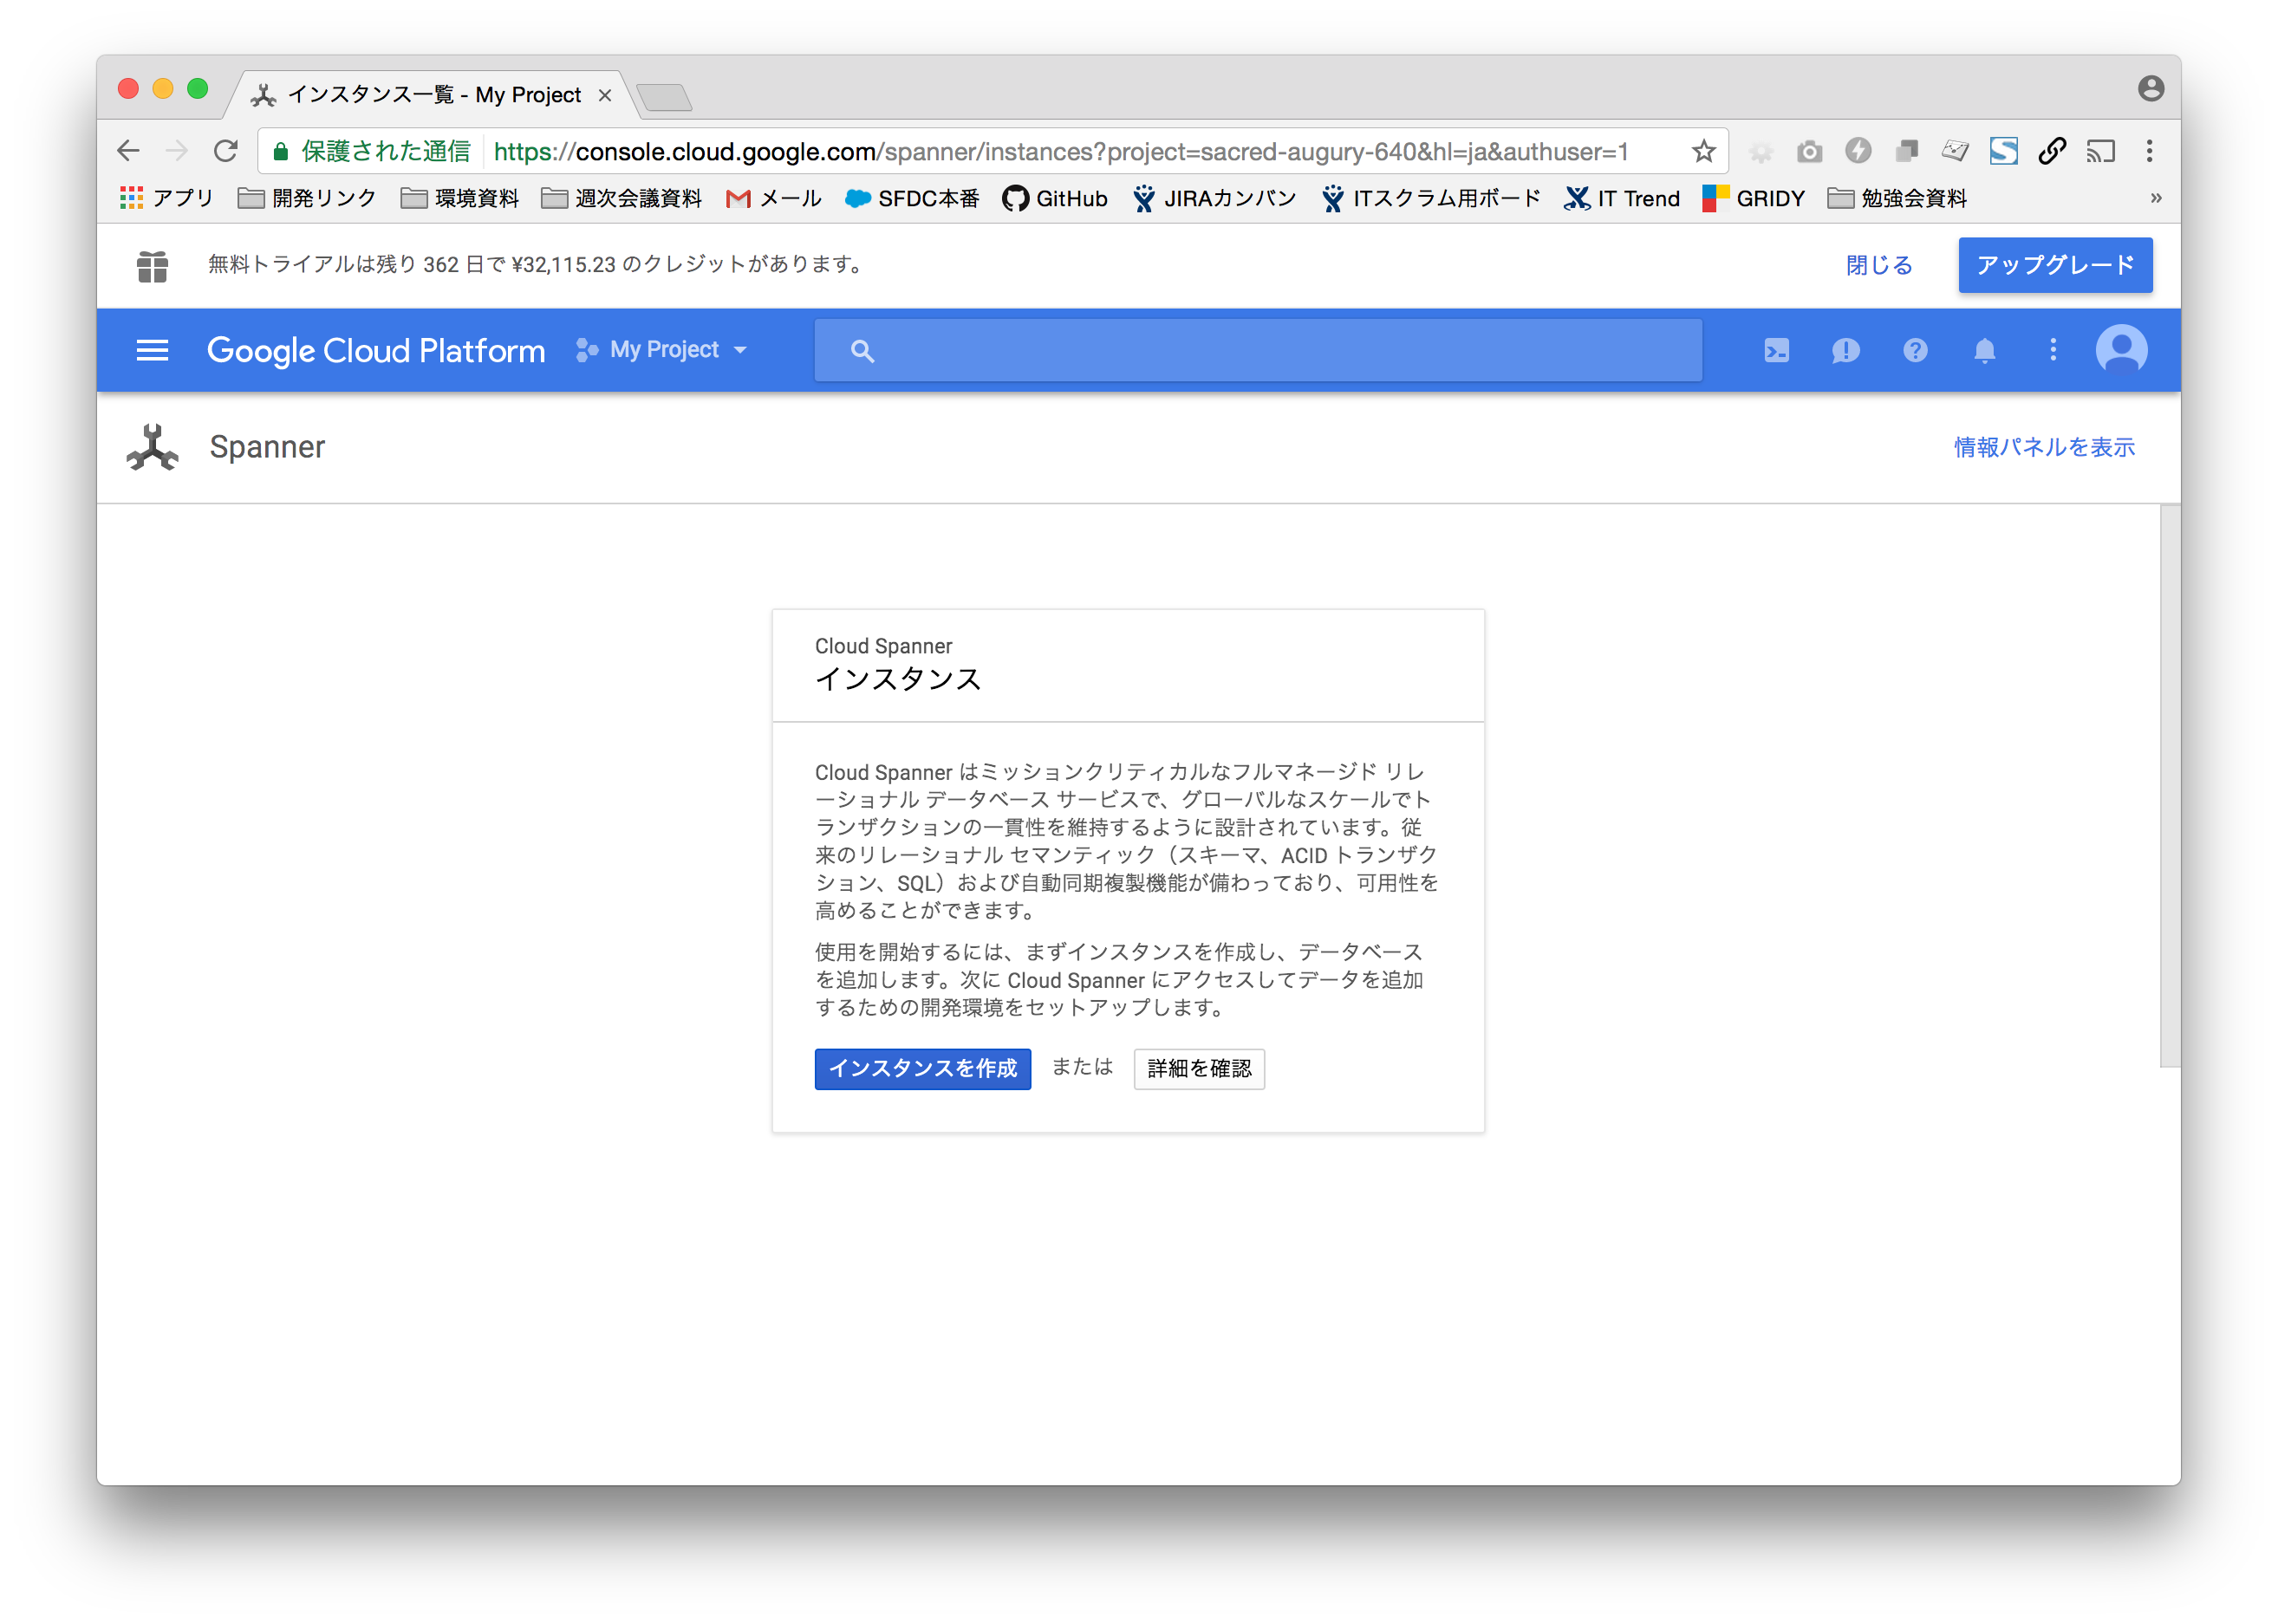 インスタンス一覧 - My Project
保護された通信 https://console.cloud.google.com/spanner/instances?project=sacred-augury-640&hl=ja&authuser=1
アプリ 開発リンク 環境資料 週次会議資料 メール SFDC本番 GitHub JIRAカンバン ITスクラム用ボード IT Trend GRIDY 勉強会資料 »
無料トライアルは残り 362 日で ¥32,115.23 のクレジットがあります。 閉じる アップグレード
Google Cloud Platform My Project
Spanner 情報パネルを表示
Cloud Spanner
インスタンス
Cloud Spanner はミッションクリティカルなフルマネージド リレ
ーショナル データベース サービスで、グローバルなスケールでト
ランザクションの一貫性を維持するように設計されています。従
来のリレーショナル セマンティック（スキーマ、ACID トランザク
ション、SQL）および自動同期複製機能が備わっており、可用性を
高めることができます。
使用を開始するには、まずインスタンスを作成し、データベース
を追加します。次に Cloud Spanner にアクセスしてデータを追加
するための開発環境をセットアップします。
インスタンスを作成 または 詳細を確認